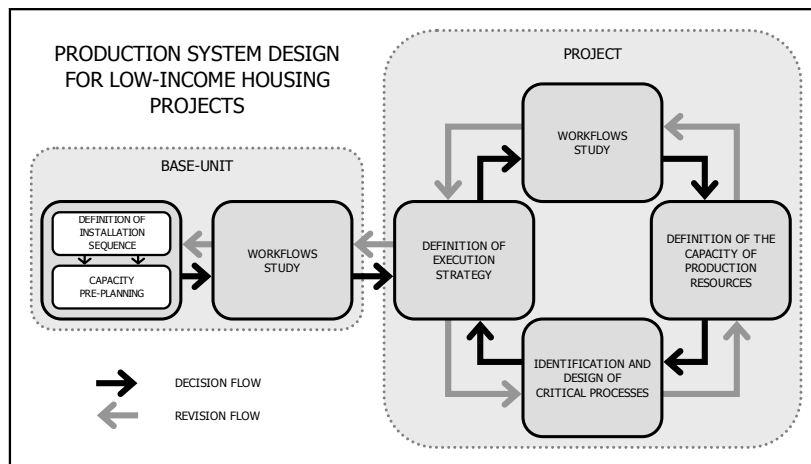 PRODUCTION SYSTEM DESIGN
FOR LOW-INCOME HOUSING
PROJECTS
PROJECT
WORKFLOWS
STUDY
BASE-UNIT
DEFINITION OF
INSTALLATION
SEQUENCE
CAPACITY
PRE-PLANNING
WORKFLOWS
STUDY
DEFINITION OF
EXECUTION
STRATEGY
DEFINITION OF THE
CAPACITY OF
PRODUCTION
RESOURCES
IDENTIFICATION AND
DESIGN OF
CRITICAL PROCESSES
DECISION FLOW
REVISION FLOW